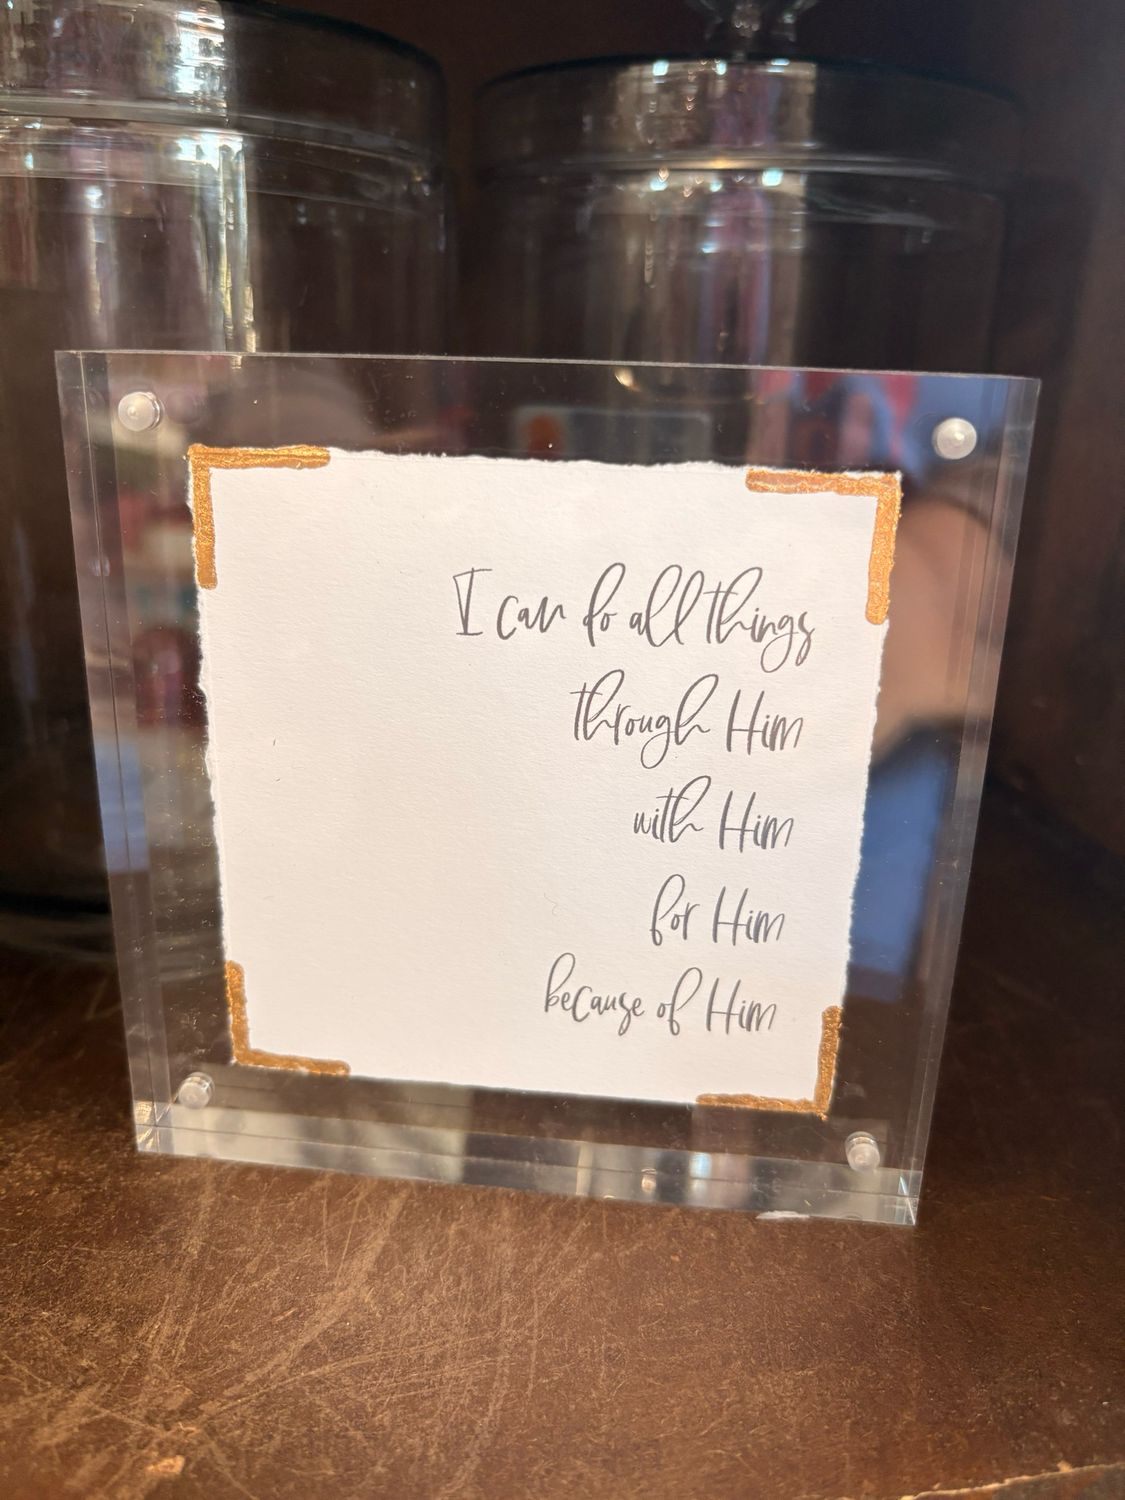 I can do all things
through Him
with Him
for Him
because of Him